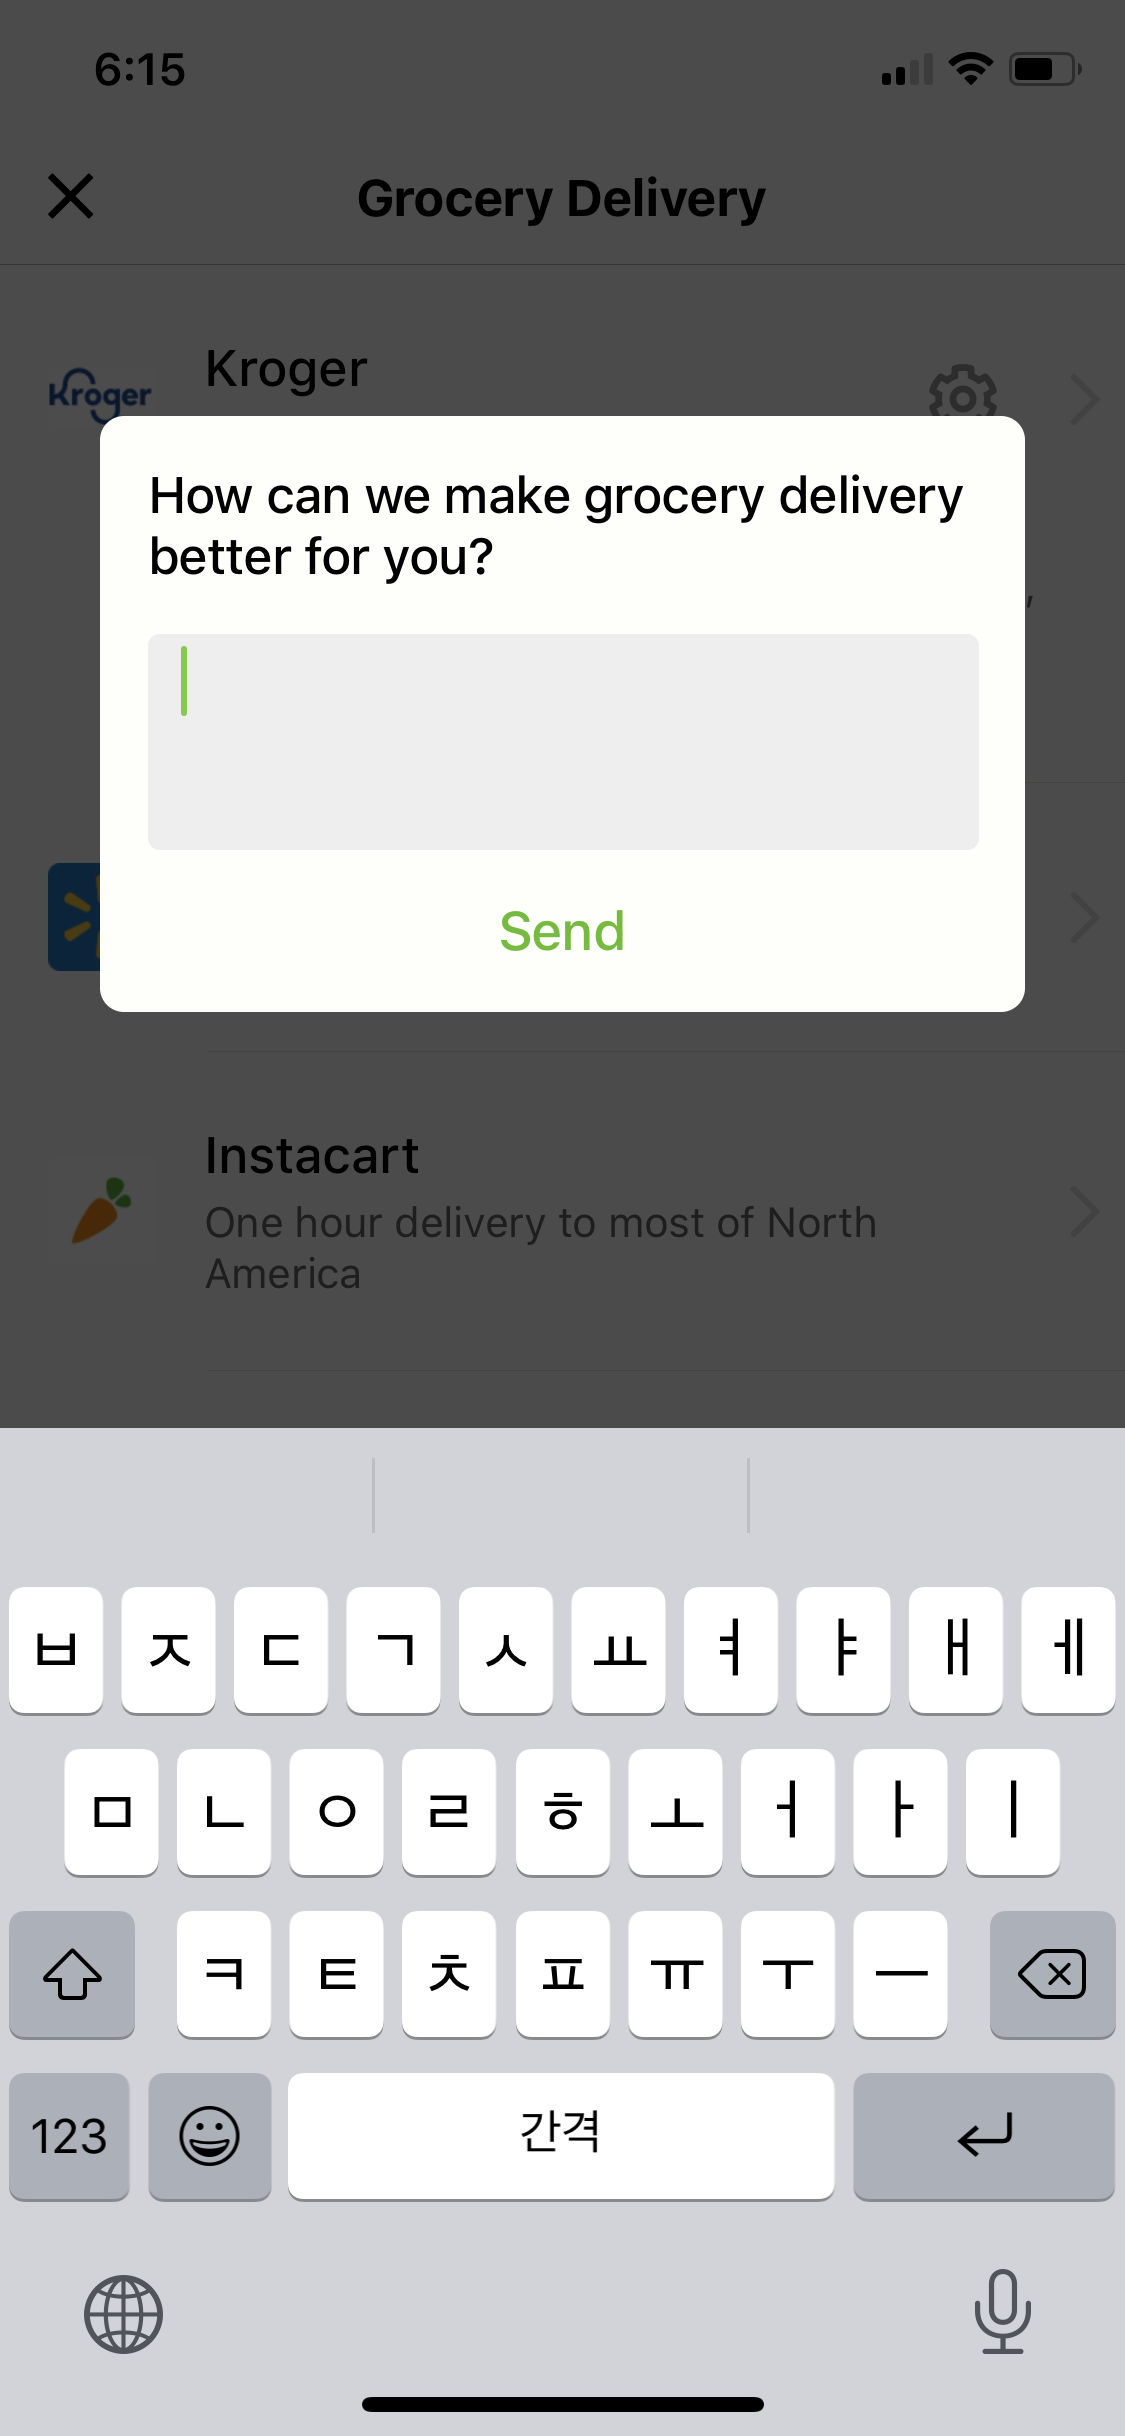 6:15
Grocery Delivery
Kroger
Kroger
How can we make grocery delivery
better for you?
,
Send
Instacart
One hour delivery to most of North
America
ㅂ ㅈ ㄷ ㄱ ㅅ ㅛ ㅕ ㅑ ㅐ ㅔ
ㅁ ㄴ ㅇ ㄹ ㅎ ㅗ ㅓ ㅏ ㅣ
ㅋ ㅌ ㅊ ㅍ ㅠ ㅜ ㅡ
123 간격